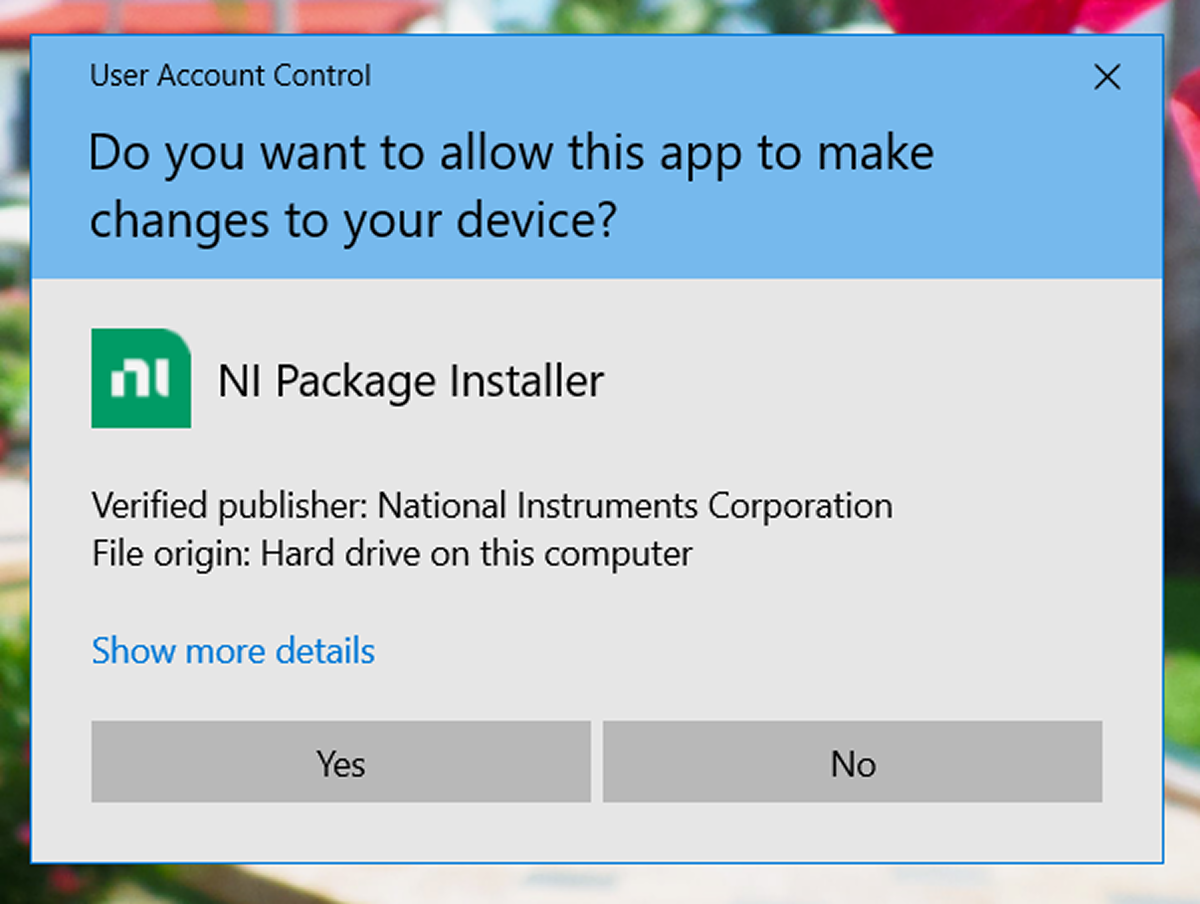 User Account Control
Do you want to allow this app to make
changes to your device?
ni
NI Package Installer
Verified publisher: National Instruments Corporation
File origin: Hard drive on this computer
Show more details
Yes
No